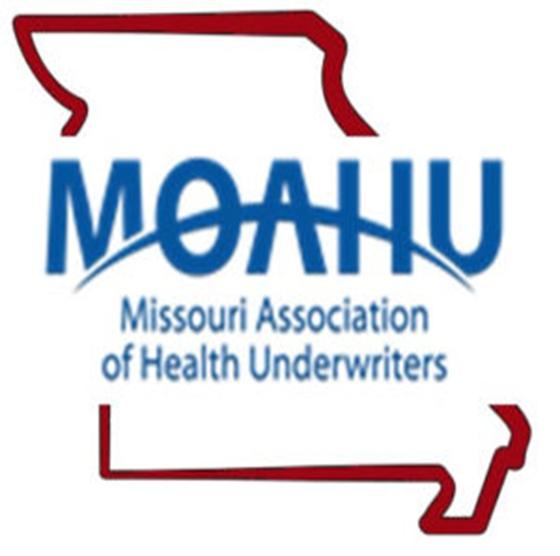 MOAHU
Missouri Association
of Health Underwriters